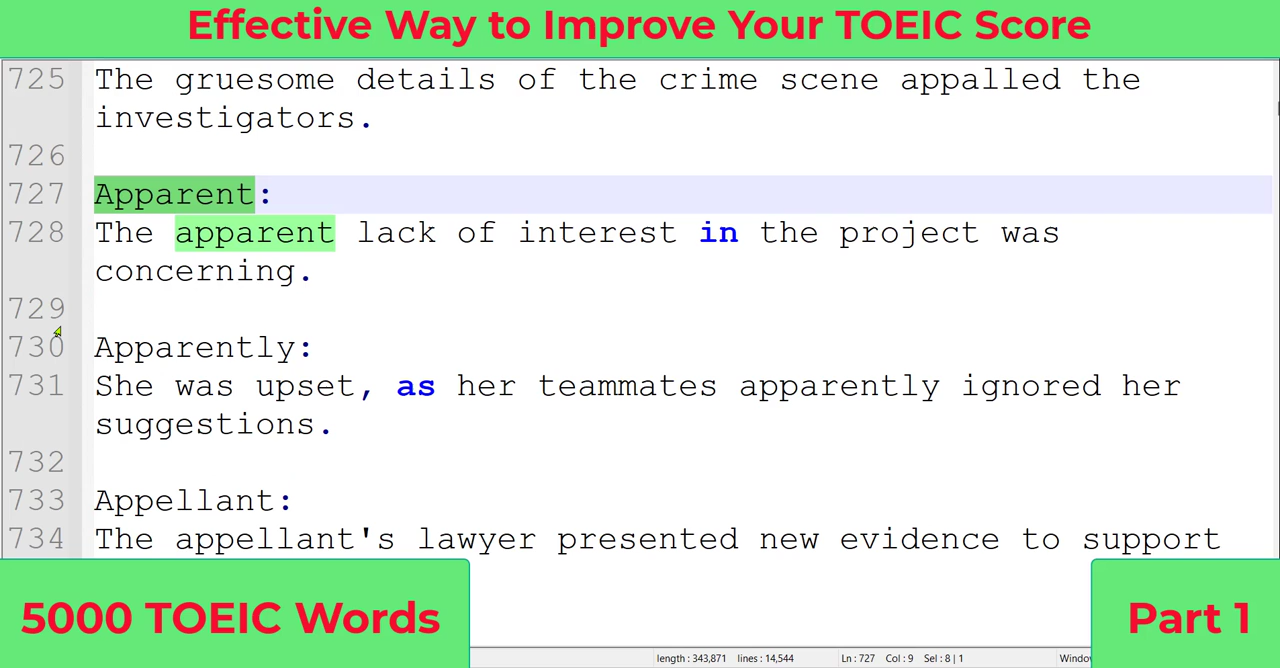 Effective Way to Improve Your TOEIC Score
725 The gruesome details of the crime scene appalled the
investigators.
726
727 Apparent:
728 The apparent lack of interest in the project was
concerning.
729
730 Apparently:
731 She was upset, as her teammates apparently ignored her
suggestions.
732
733 Appellant:
734 The appellant's lawyer presented new evidence to support
5000 TOEIC Words
Part 1
length : 343,871 lines : 14,544 Ln : 727 Col : 9 Sel : 8 | 1 Window